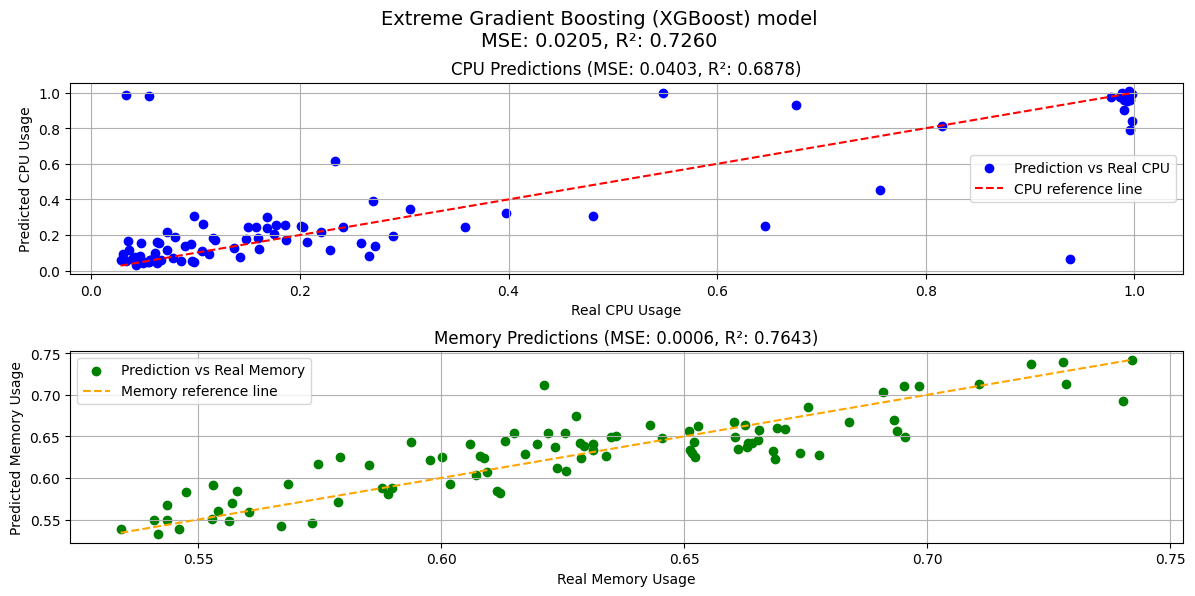 Extreme Gradient Boosting (XGBoost) model
MSE: 0.0205, R²: 0.7260
CPU Predictions (MSE: 0.0403, R²: 0.6878)
Predicted CPU Usage
1.0
0.8
0.6
0.4
0.2
0.0
Prediction vs Real CPU
CPU reference line
0.0 0.2 0.4 0.6 0.8 1.0
Real CPU Usage
Memory Predictions (MSE: 0.0006, R²: 0.7643)
Predicted Memory Usage
0.75
0.70
0.65
0.60
0.55
Prediction vs Real Memory
Memory reference line
0.55 0.60 0.65 0.70 0.75
Real Memory Usage